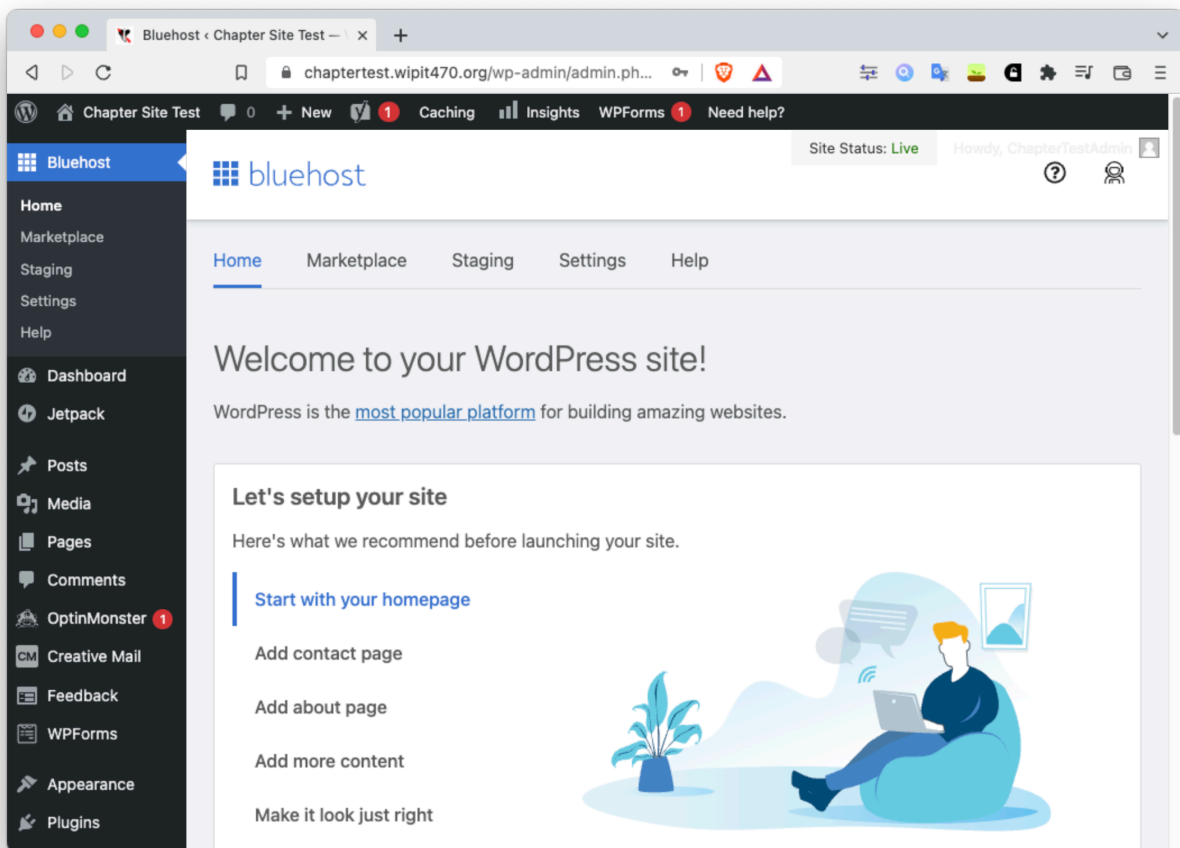 Bluehost ‹ Chapter Site Test —
chaptertest.wipit470.org/wp-admin/admin.ph...
Chapter Site Test 0 New 1 Caching Insights WPForms 1 Need help?
Bluehost
Home
Marketplace
Staging
Settings
Help
Dashboard
Jetpack
Posts
Media
Pages
Comments
OptinMonster 1
CM Creative Mail
Feedback
WPForms
Appearance
Plugins
Site Status: Live Howdy, ChapterTestAdmin
bluehost
Home Marketplace Staging Settings Help
Welcome to your WordPress site!
WordPress is the most popular platform for building amazing websites.
Let's setup your site
Here's what we recommend before launching your site.
Start with your homepage
Add contact page
Add about page
Add more content
Make it look just right